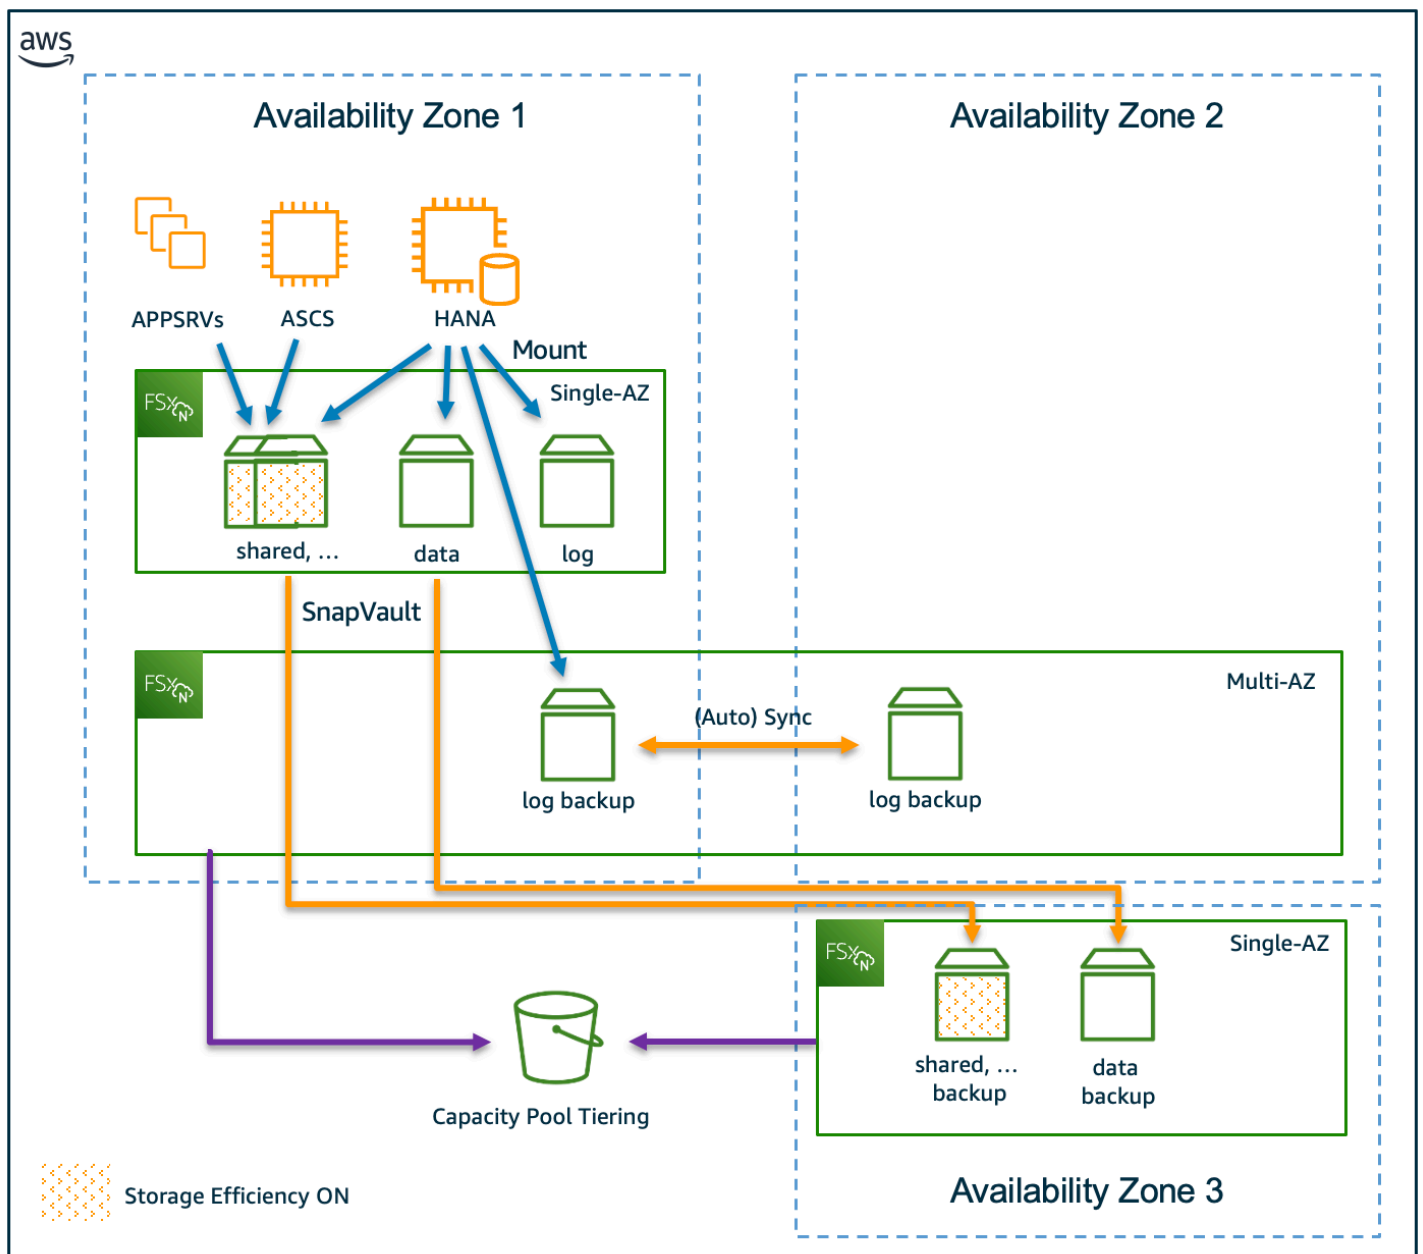 aws
Availability Zone 1
Availability Zone 2
APPSRVs
ASCS
HANA
Mount
FSx
N
Single-AZ
shared, ...
data
log
SnapVault
FSx
N
Multi-AZ
(Auto) Sync
log backup
log backup
FSx
N
Single-AZ
shared, ...
backup
data
backup
Capacity Pool Tiering
Storage Efficiency ON
Availability Zone 3